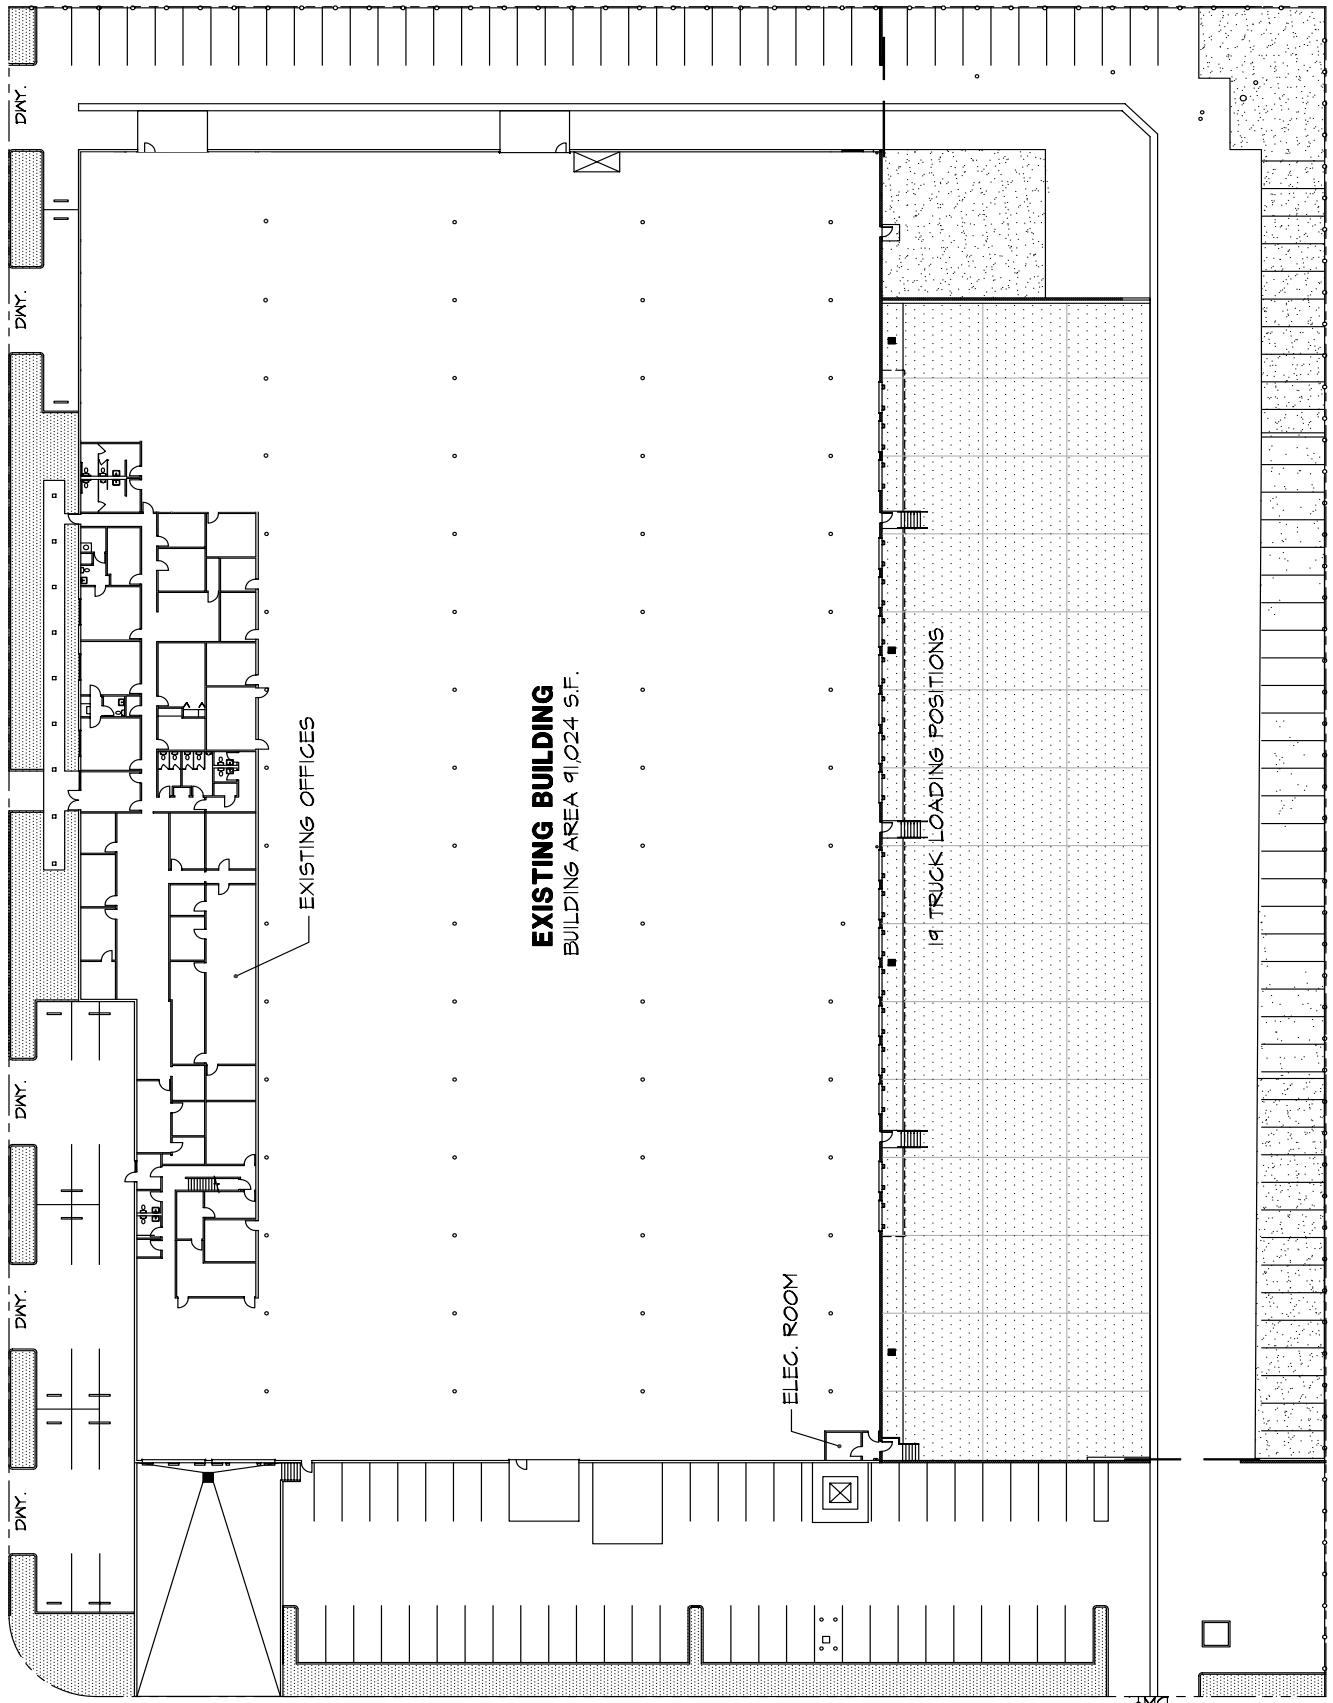 DWY.
DWY.
EXISTING OFFICES
EXISTING BUILDING
BUILDING AREA 91,024 S.F.
19 TRUCK LOADING POSITIONS
DWY.
DWY.
ELEC. ROOM
DWY.